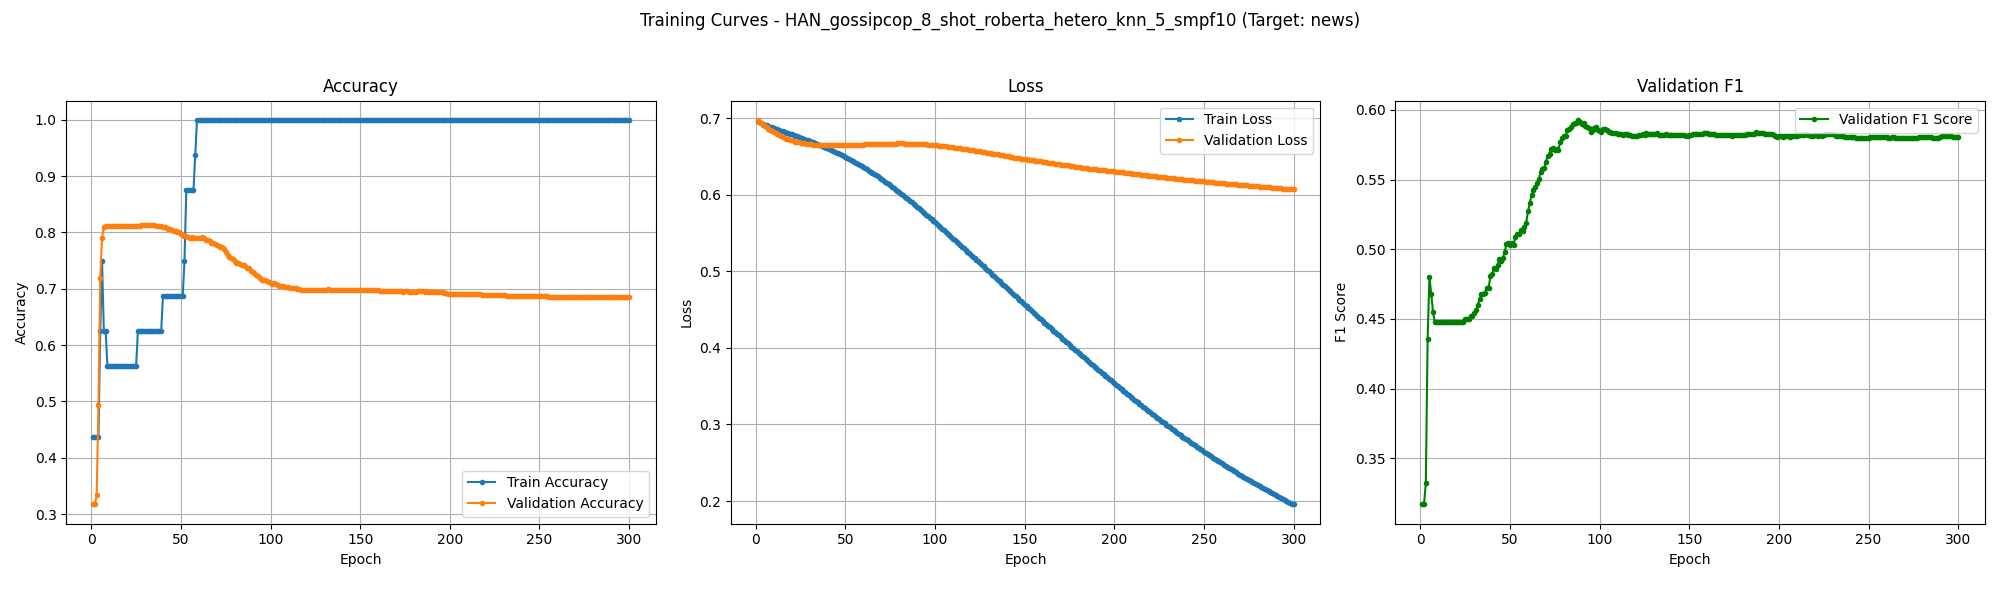 Training Curves - HAN_gossipcop_8_shot_roberta_hetero_knn_5_smpf10 (Target: news)
Accuracy
1.0
0.9
0.8
0.7
0.6
0.5
0.4
0.3
Accuracy
Train Accuracy
Validation Accuracy
0 50 100 150 200 250 300
Epoch
Loss
0.7
0.6
0.5
0.4
0.3
0.2
Loss
Train Loss
Validation Loss
0 50 100 150 200 250 300
Epoch
Validation F1
0.60
0.55
0.50
0.45
0.40
0.35
F1 Score
Validation F1 Score
0 50 100 150 200 250 300
Epoch